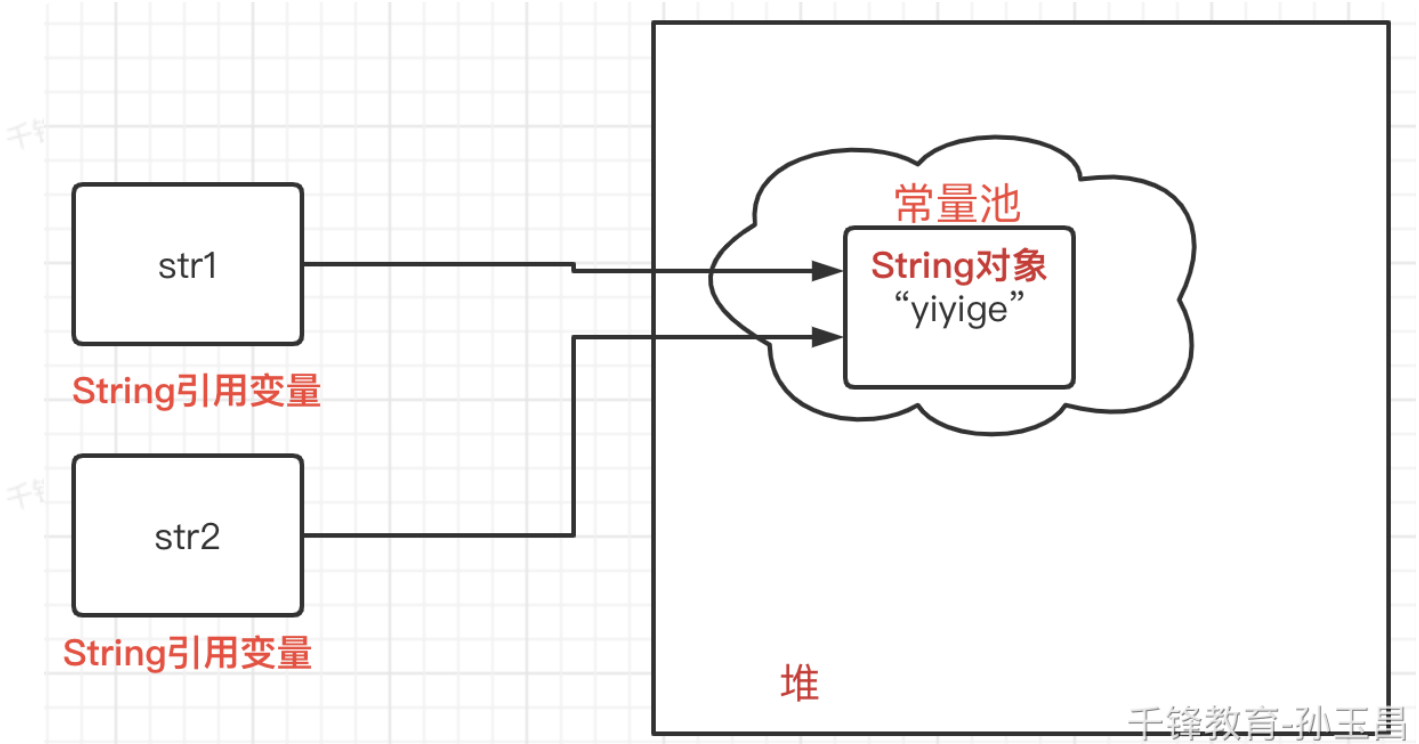 常量池
str1
String对象
“yiyige”
String引用变量
str2
String引用变量
堆
千锋教育-孙玉昌